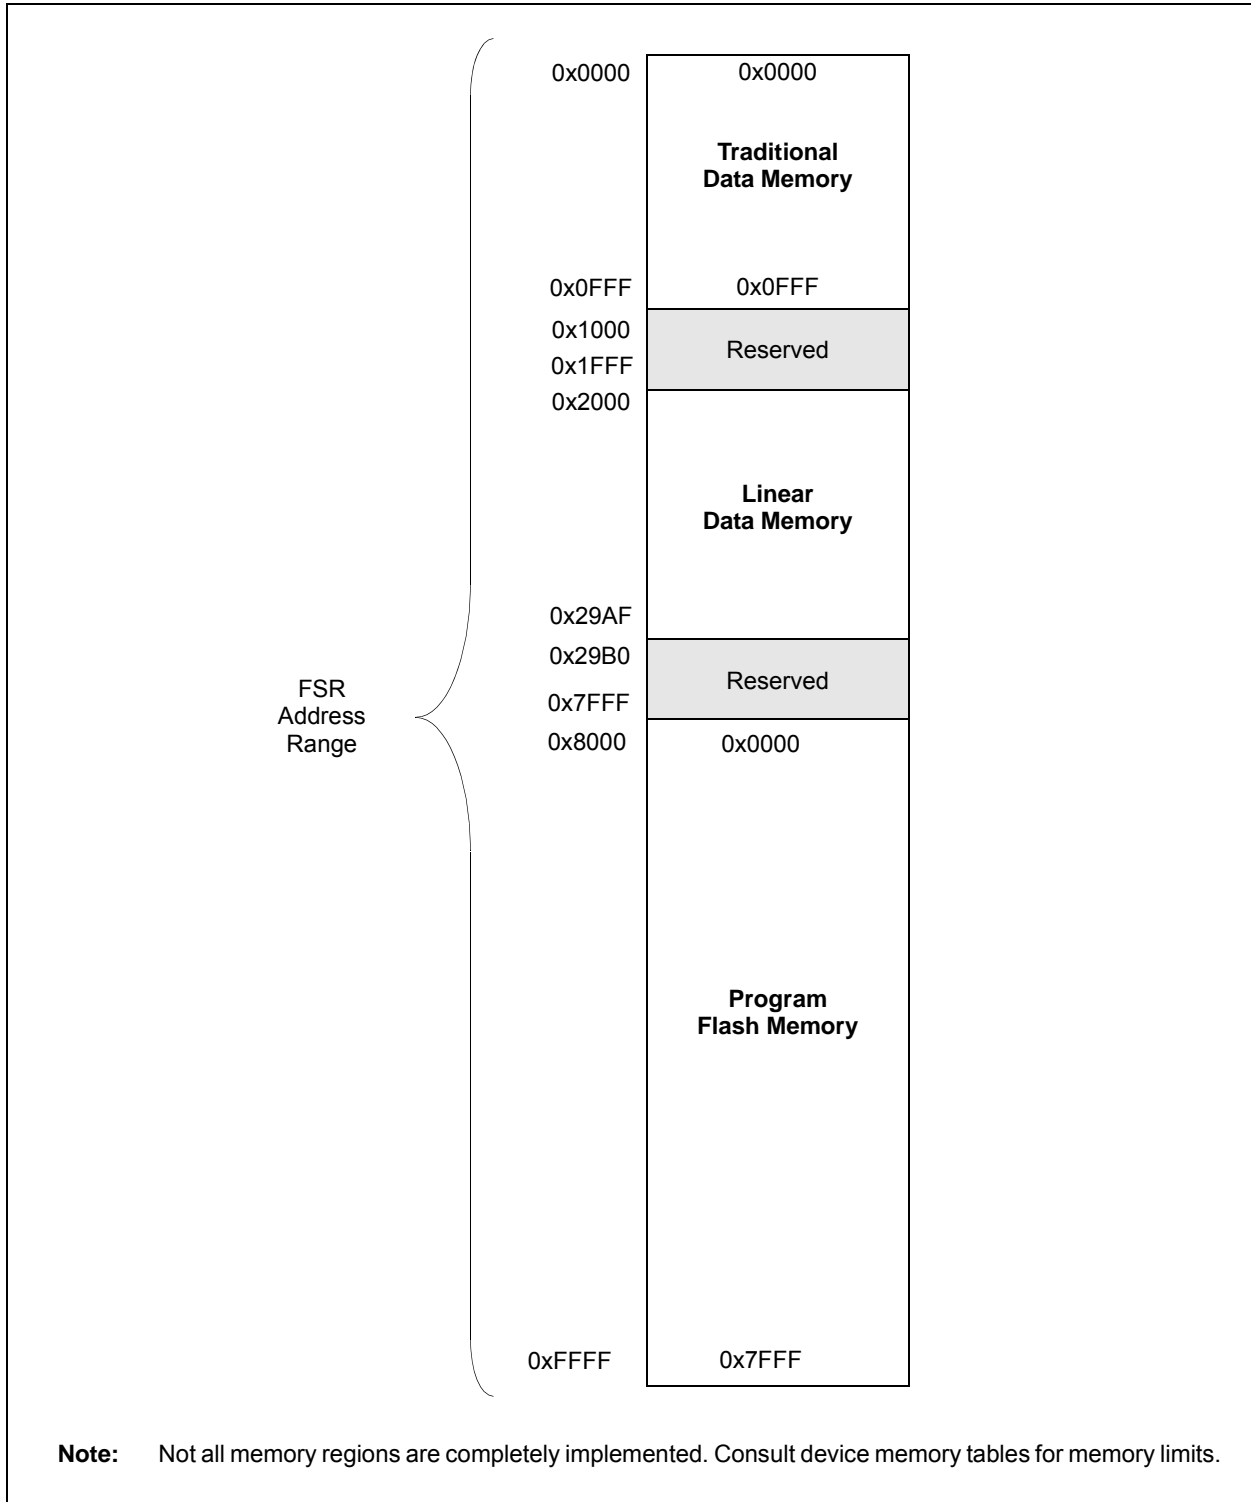 0x0000 0x0000
Traditional
Data Memory
0x0FFF 0x0FFF
0x1000
Reserved
0x1FFF
0x2000
Linear
Data Memory
0x29AF
0x29B0
Reserved
0x7FFF
FSR
Address
Range
0x8000 0x0000
Program
Flash Memory
0xFFFF 0x7FFF
Note: Not all memory regions are completely implemented. Consult device memory tables for memory limits.